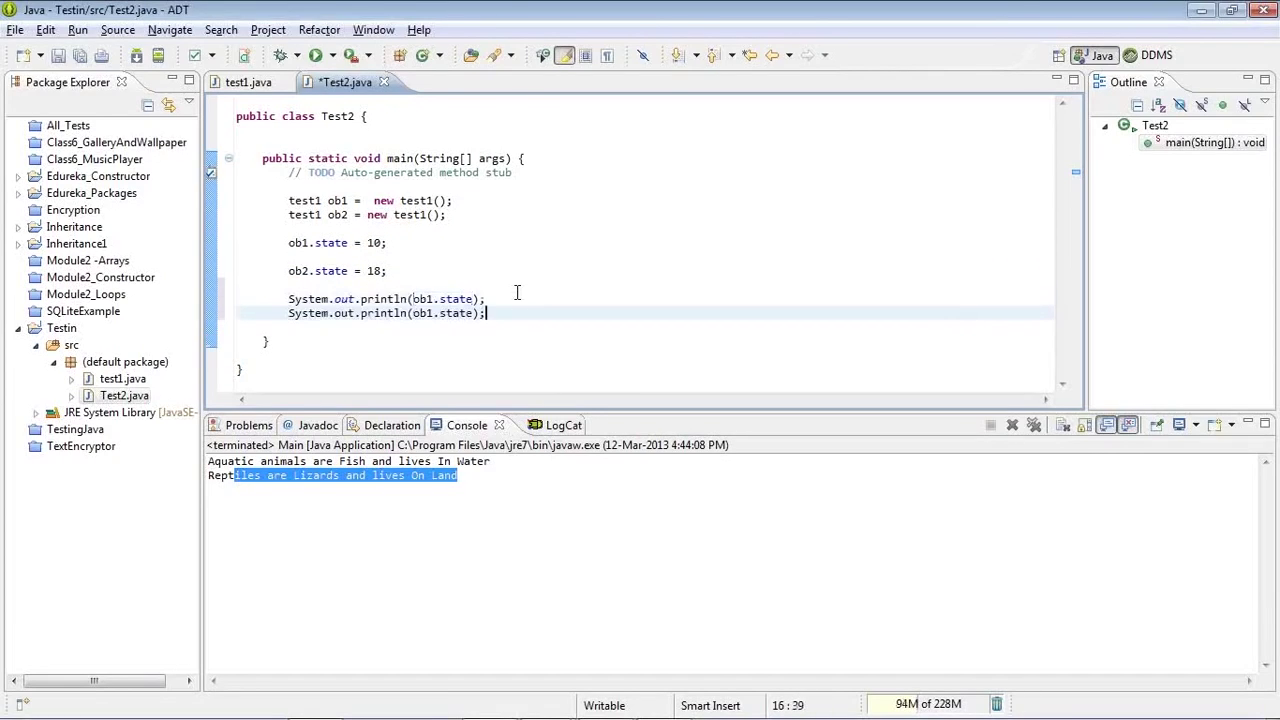 Java - Testin/src/Test2.java - ADT
File Edit Run Source Navigate Search Project Refactor Window Help
Java DDMS
Package Explorer
test1.java *Test2.java
Outline
All_Tests
Class6_GalleryAndWallpaper
Class6_MusicPlayer
Edureka_Constructor
Edureka_Packages
Encryption
Inheritance
Inheritance1
Module2 -Arrays
Module2_Constructor
Module2_Loops
SQLiteExample
Testin
src
(default package)
test1.java
Test2.java
JRE System Library [JavaSE-
TestingJava
TextEncryptor
public class Test2 {
public static void main(String[] args) {
// TODO Auto-generated method stub
test1 ob1 =  new test1();
test1 ob2 = new test1();
ob1.state = 10;
ob2.state = 18;
System.out.println(ob1.state);
System.out.println(ob1.state);
}
}
Test2
main(String[]) : void
Problems Javadoc Declaration Console LogCat
<terminated> Main [Java Application] C:\Program Files\Java\jre7\bin\javaw.exe (12-Mar-2013 4:44:08 PM)
Aquatic animals are Fish and lives In Water
Reptiles are Lizards and lives On Land
Writable Smart Insert 16 : 39 94M of 228M